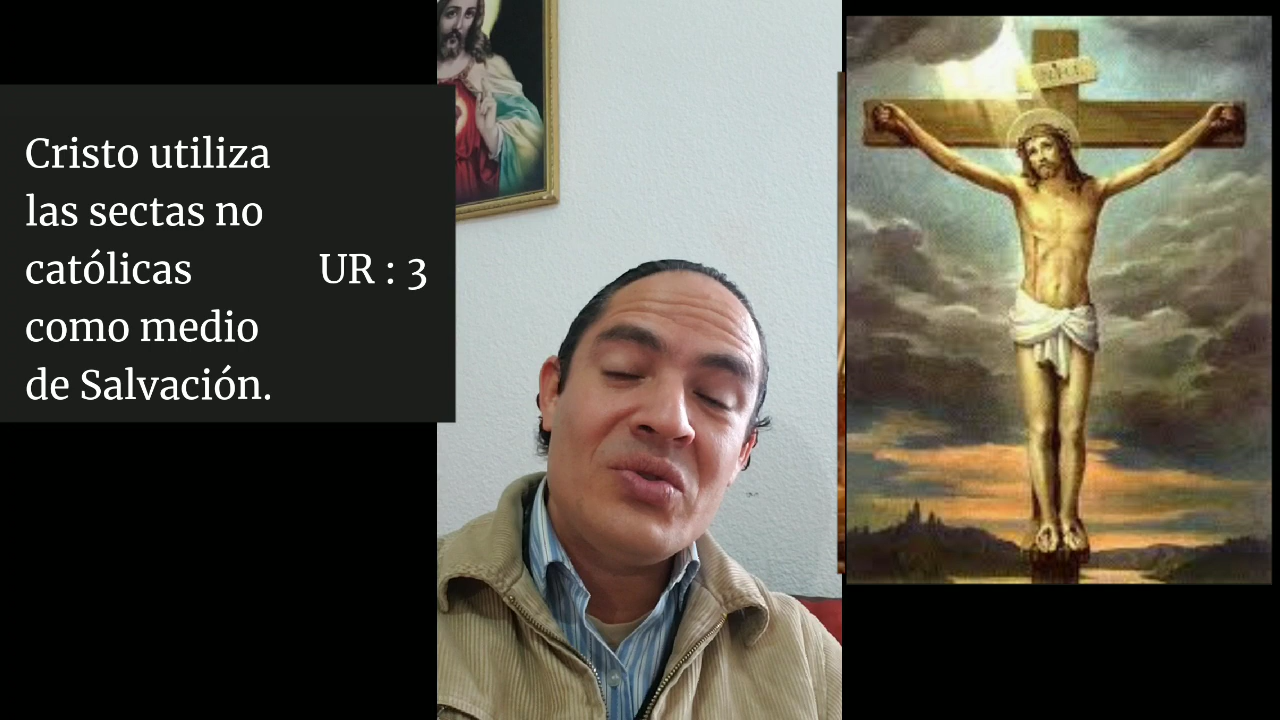 Cristo utiliza
las sectas no
católicas UR : 3
como medio
de Salvación.